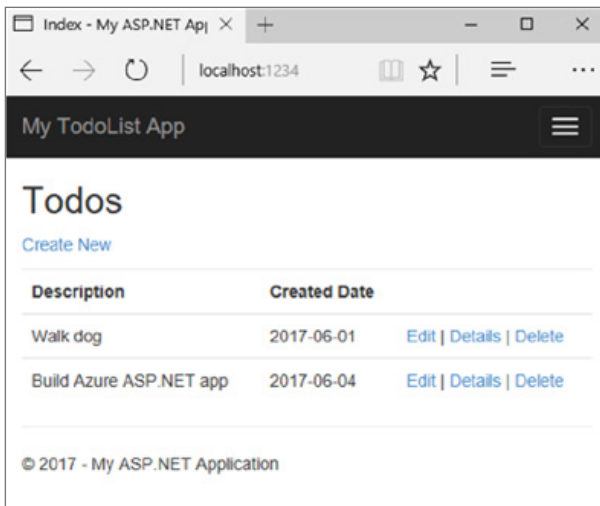 Index - My ASP.NET Ap
localhost:1234
My TodoList App
Todos
Create New
Description Created Date
Walk dog 2017-06-01 Edit | Details | Delete
Build Azure ASP.NET app 2017-06-04 Edit | Details | Delete
© 2017 - My ASP.NET Application